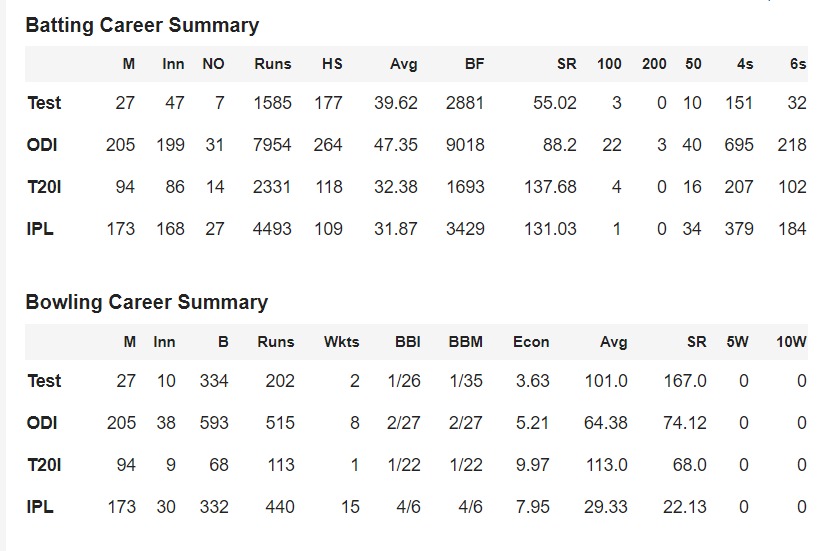 Batting Career Summary
M Inn NO Runs HS Avg BF SR 100 200 50 4s 6s
Test 27 47 7 1585 177 39.62 2881 55.02 3 0 10 151 32
ODI 205 199 31 7954 264 47.35 9018 88.2 22 3 40 695 218
T20I 94 86 14 2331 118 32.38 1693 137.68 4 0 16 207 102
IPL 173 168 27 4493 109 31.87 3429 131.03 1 0 34 379 184
Bowling Career Summary
M Inn B Runs Wkts BBI BBM Econ Avg SR 5W 10W
Test 27 10 334 202 2 1/26 1/35 3.63 101.0 167.0 0 0
ODI 205 38 593 515 8 2/27 2/27 5.21 64.38 74.12 0 0
T20I 94 9 68 113 1 1/22 1/22 9.97 113.0 68.0 0 0
IPL 173 30 332 440 15 4/6 4/6 7.95 29.33 22.13 0 0